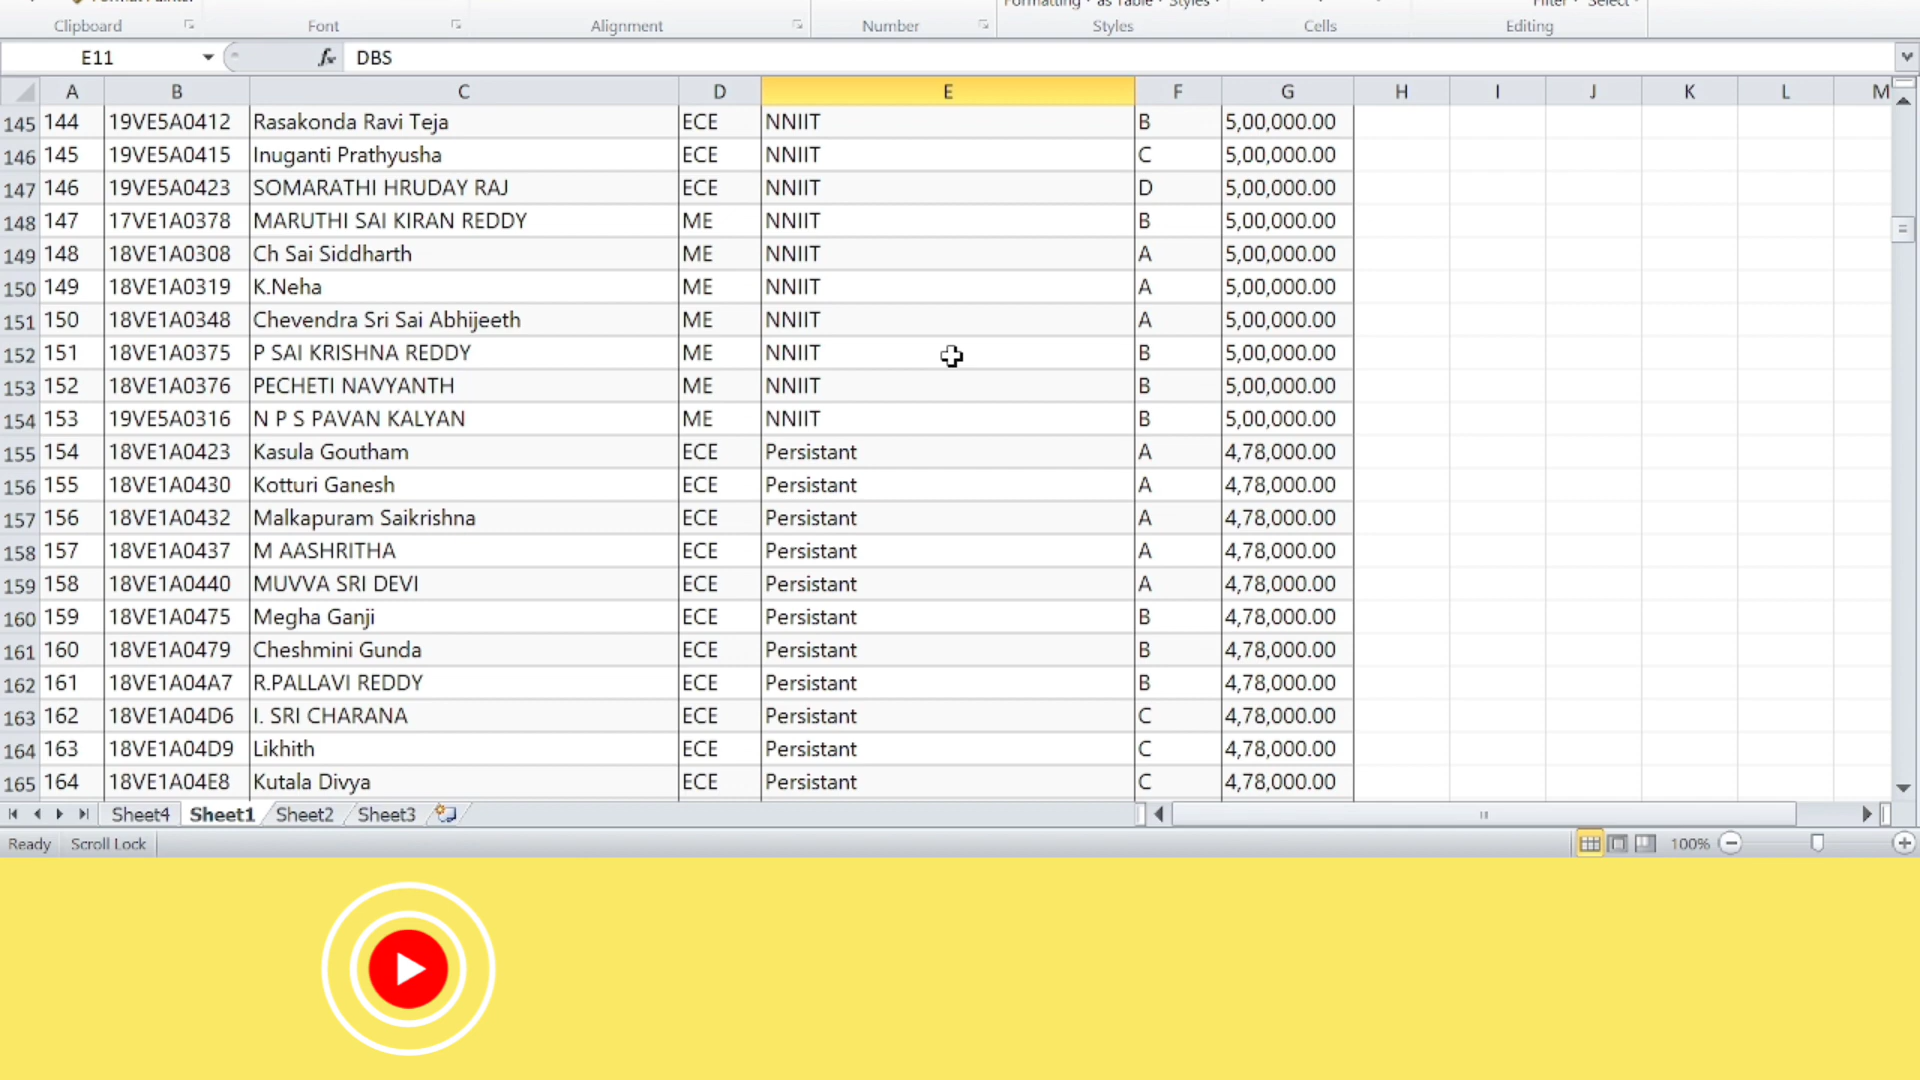 Clipboard Font Alignment Number Styles Cells Editing
E11 fx DBS
A B C D E F G H I J K L M
145 144 19VE5A0412 Rasakonda Ravi Teja ECE NNIIT B 5,00,000.00
146 145 19VE5A0415 Inuganti Prathyusha ECE NNIIT C 5,00,000.00
147 146 19VE5A0423 SOMARATHI HRUDAY RAJ ECE NNIIT D 5,00,000.00
148 147 17VE1A0378 MARUTHI SAI KIRAN REDDY ME NNIIT B 5,00,000.00
149 148 18VE1A0308 Ch Sai Siddharth ME NNIIT A 5,00,000.00
150 149 18VE1A0319 K.Neha ME NNIIT A 5,00,000.00
151 150 18VE1A0348 Chevendra Sri Sai Abhijeeth ME NNIIT A 5,00,000.00
152 151 18VE1A0375 P SAI KRISHNA REDDY ME NNIIT B 5,00,000.00
153 152 18VE1A0376 PECHETI NAVYANTH ME NNIIT B 5,00,000.00
154 153 19VE5A0316 N P S PAVAN KALYAN ME NNIIT B 5,00,000.00
155 154 18VE1A0423 Kasula Goutham ECE Persistant A 4,78,000.00
156 155 18VE1A0430 Kotturi Ganesh ECE Persistant A 4,78,000.00
157 156 18VE1A0432 Malkapuram Saikrishna ECE Persistant A 4,78,000.00
158 157 18VE1A0437 M AASHRITHA ECE Persistant A 4,78,000.00
159 158 18VE1A0440 MUVVA SRI DEVI ECE Persistant A 4,78,000.00
160 159 18VE1A0475 Megha Ganji ECE Persistant B 4,78,000.00
161 160 18VE1A0479 Cheshmini Gunda ECE Persistant B 4,78,000.00
162 161 18VE1A04A7 R.PALLAVI REDDY ECE Persistant B 4,78,000.00
163 162 18VE1A04D6 I. SRI CHARANA ECE Persistant C 4,78,000.00
164 163 18VE1A04D9 Likhith ECE Persistant C 4,78,000.00
165 164 18VE1A04E8 Kutala Divya ECE Persistant C 4,78,000.00
Sheet4 Sheet1 Sheet2 Sheet3
Ready Scroll Lock 100%